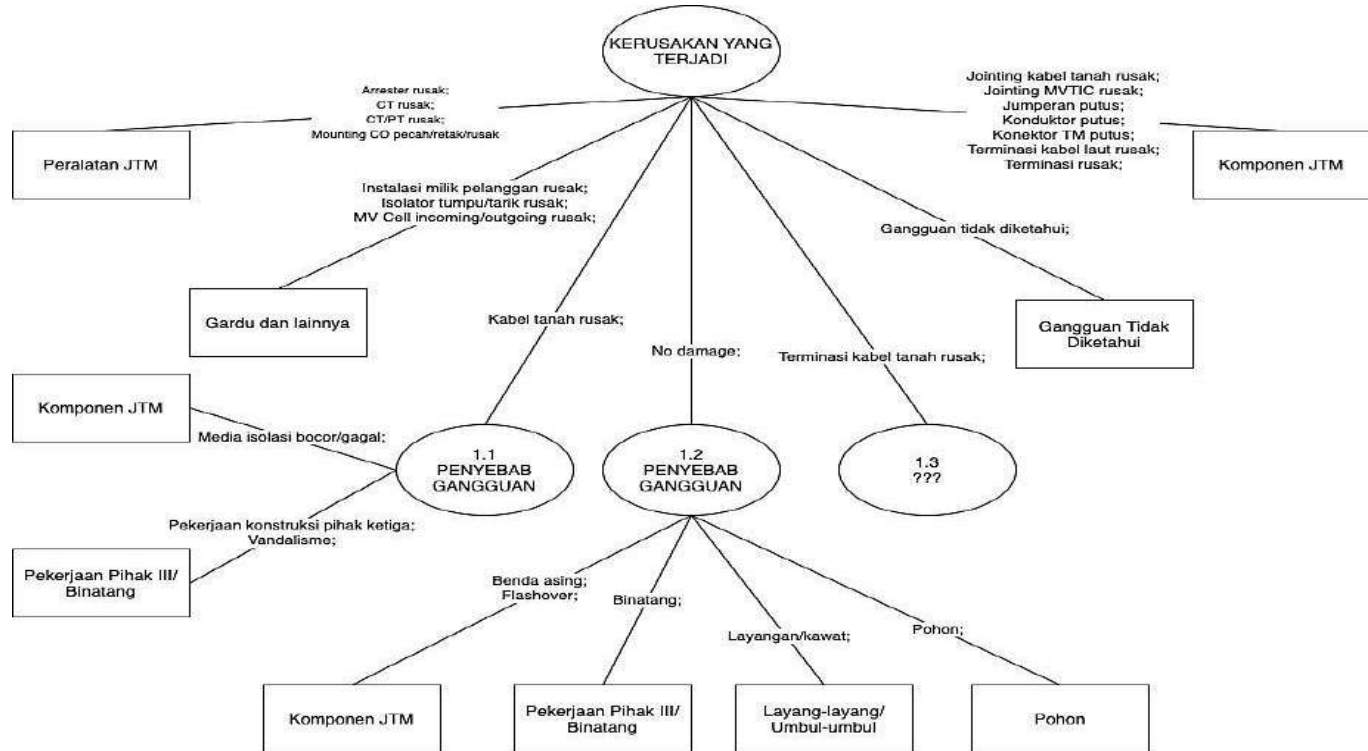 KERUSAKAN YANG
TERJADI
Arrester rusak;
CT rusak;
CT/PT rusak;
Mounting CO pecah/retak/rusak
Jointing kabel tanah rusak;
Jointing MVTIC rusak;
Jumperan putus;
Konduktor putus;
Konektor TM putus;
Terminasi kabel laut rusak;
Terminasi rusak;
Peralatan JTM
Komponen JTM
Instalasi milik pelanggan rusak;
Isolator tumpu/tarik rusak;
MV Cell incoming/outgoing rusak;
Gangguan tidak diketahui;
Gardu dan lainnya
Kabel tanah rusak;
No damage;
Terminasi kabel tanah rusak;
Gangguan Tidak
Diketahui
Komponen JTM
Media isolasi bocor/gagal;
1.1
PENYEBAB
GANGGUAN
1.2
PENYEBAB
GANGGUAN
1.3
???
Pekerjaan konstruksi pihak ketiga;
Vandalisme;
Pekerjaan Pihak III/
Binatang
Benda asing;
Flashover;
Binatang;
Layangan/kawat;
Pohon;
Komponen JTM
Pekerjaan Pihak III/
Binatang
Layang-layang/
Umbul-umbul
Pohon